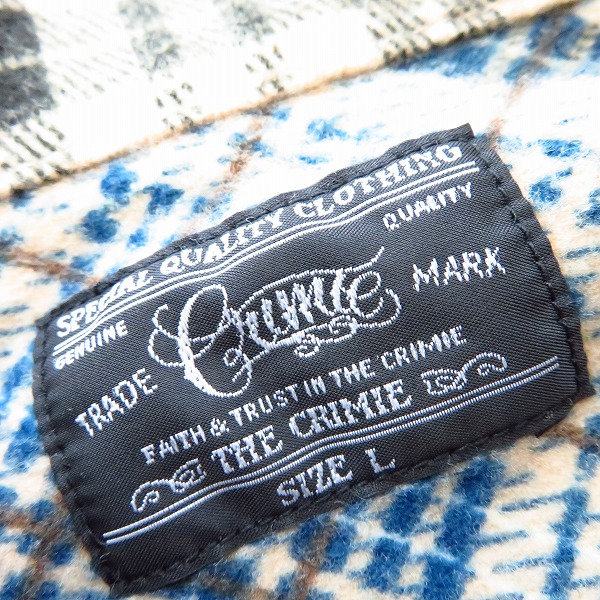 SPECIAL QUALITY CLOTHING
GENUINE QUALITY
TRADE Crimie MARK
FAITH & TRUST IN THE CRIMIE
THE CRIMIE
SIZE L